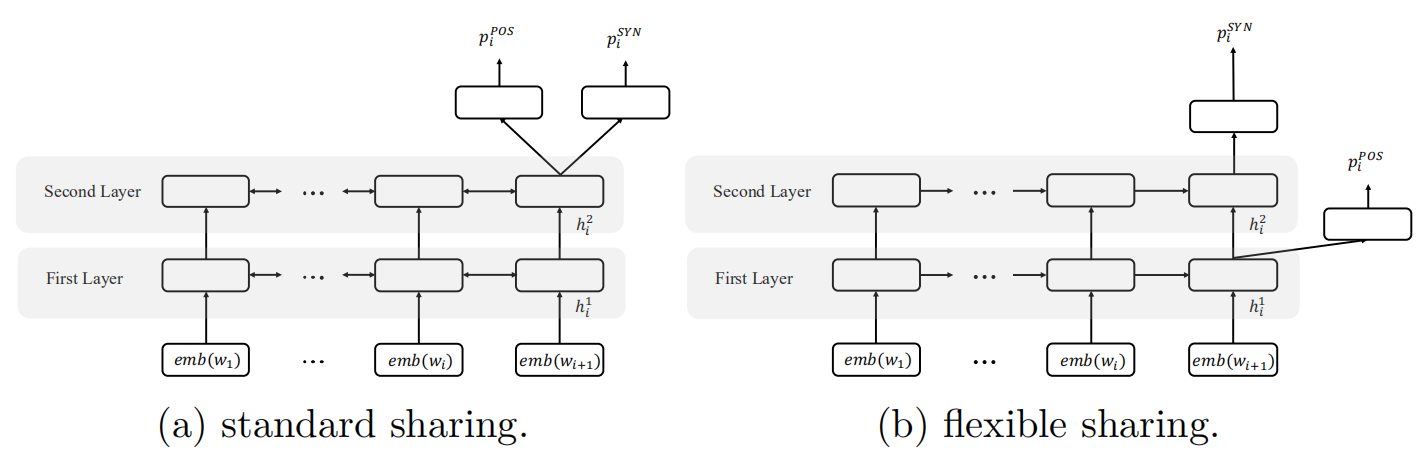 p_i^{POS} p_i^{SYN}
Second Layer ...
h_i^2
First Layer ...
h_i^1
emb(w_1) ... emb(w_i) emb(w_{i+1})
(a) standard sharing.
p_i^{SYN}
p_i^{POS}
Second Layer ...
h_i^2
First Layer ...
h_i^1
emb(w_1) ... emb(w_i) emb(w_{i+1})
(b) flexible sharing.